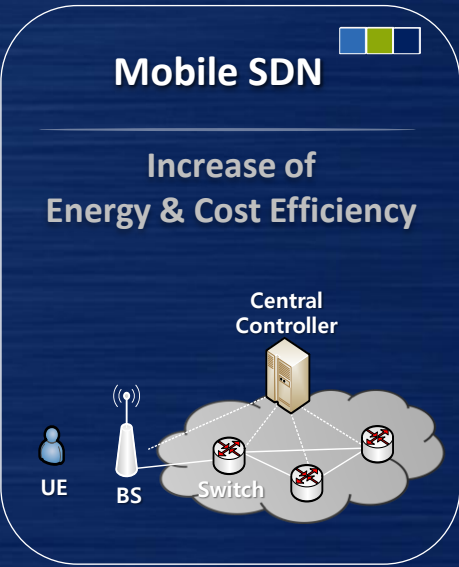 Mobile SDN
Increase of
Energy & Cost Efficiency
Central
Controller
UE
BS
Switch